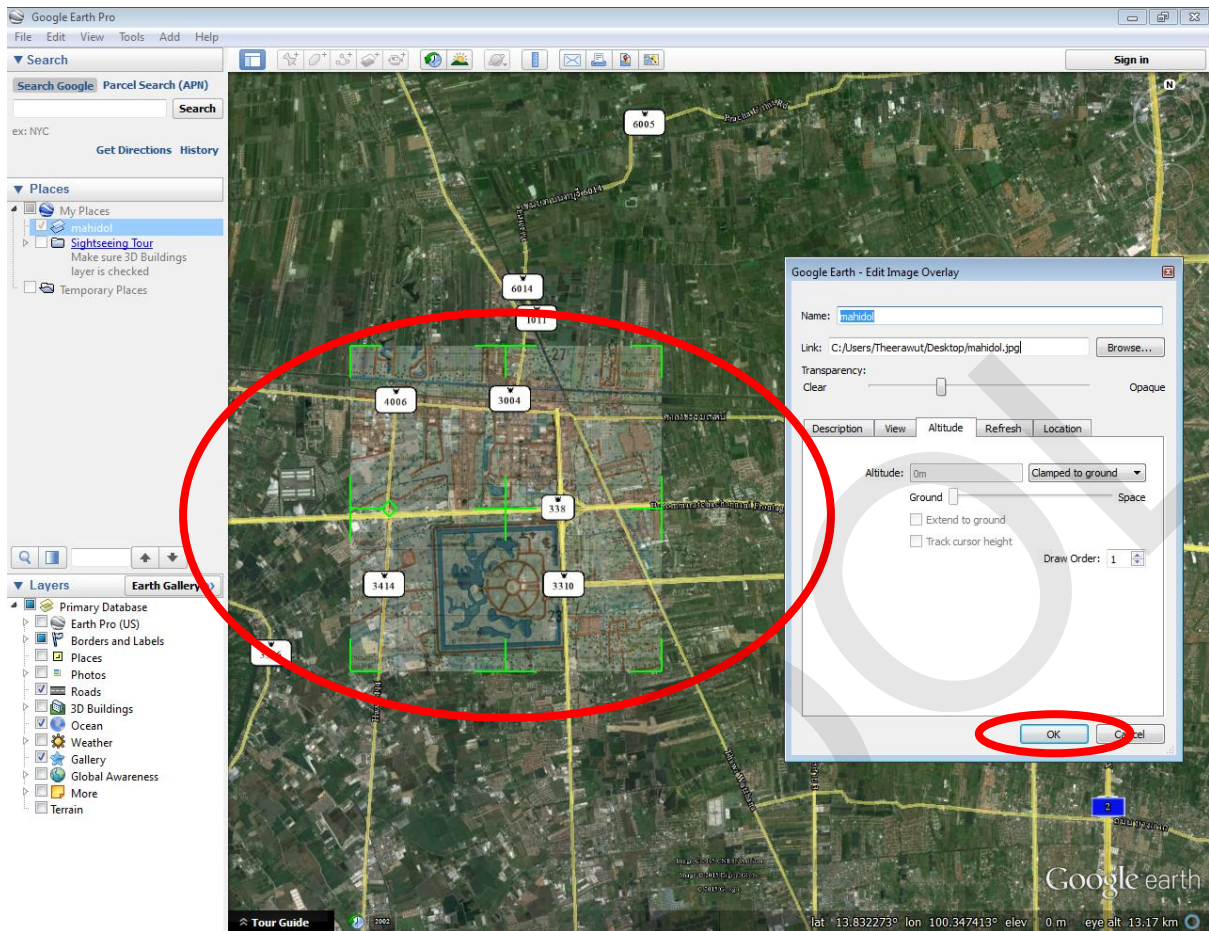 Google Earth Pro
File Edit View Tools Add Help
▼ Search
Search Google Parcel Search (APN)
Search
ex: NYC
Get Directions History
▼ Places
My Places
mahidol
Sightseeing Tour
Make sure 3D Buildings
layer is checked
Temporary Places
▼ Layers
Earth Gallery
Primary Database
Earth Pro (US)
Borders and Labels
Places
Photos
Roads
3D Buildings
Ocean
Weather
Gallery
Global Awareness
More
Terrain
Sign in
N
6005
6014
6014
1011
4006
3004
338
3414
3310
27
23
2
Google Earth - Edit Image Overlay
Name: mahidol
Link: C:/Users/Theerawut/Desktop/mahidol.jpg
Browse...
Transparency:
Clear Opaque
Description View Altitude Refresh Location
Altitude: 0m Clamped to ground
Ground Space
Extend to ground
Track cursor height
Draw Order: 1
OK Cancel
Google earth
Tour Guide
2002
lat 13.832273° lon 100.347413° elev 0 m eye alt 13.17 km